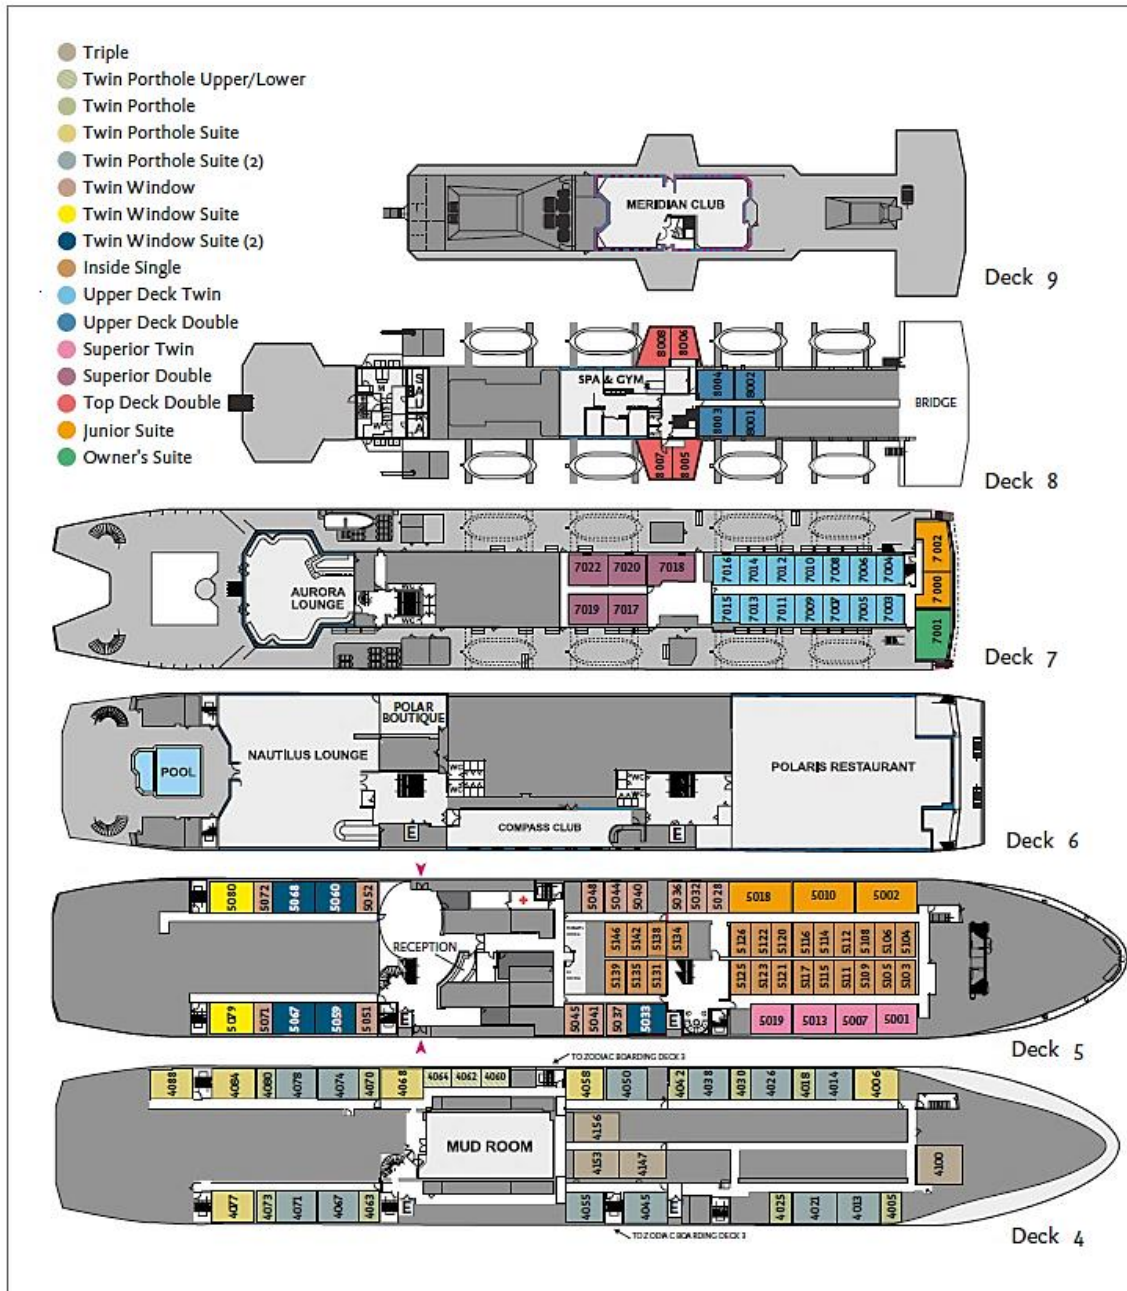 Triple
Twin Porthole Upper/Lower
Twin Porthole
Twin Porthole Suite
Twin Porthole Suite (2)
Twin Window
Twin Window Suite
Twin Window Suite (2)
Inside Single
Upper Deck Twin
Upper Deck Double
Superior Twin
Superior Double
Top Deck Double
Junior Suite
Owner's Suite
MERIDIAN CLUB
Deck 9
8008 8006
SPA & GYM
SAUNA
M
W
8004 8002
8003 8001
8007 8005
BRIDGE
Deck 8
AURORA
LOUNGE
WC
WC
7022 7020 7018
7019 7017
7016 7014 7012 7010 7008 7006 7004
7015 7013 7011 7009 7007 7005 7003
7002
7000
7001
Deck 7
POLAR
BOUTIQUE
NAUTILUS LOUNGE
POOL
WC
WC
WC
WC
E
COMPASS CLUB
E
POLARIS RESTAURANT
Deck 6
5080 5072 5068 5060 5052
5048 5044 5040 5036 5032 5028 5018 5010 5002
RECEPTION
5146 5142 5138 5134
5126 5122 5120 5116 5114 5112 5108 5106 5104
5139 5135 5131
5125 5123 5121 5117 5115 5111 5109 5105 5103
5079 5071 5067 5059 5051
E
5045 5041 5037 5033
E
5019 5013 5007 5001
Deck 5
TO ZODIAC BOARDING DECK 3
4088 4084 4080 4078 4074 4070 4068 4064 4062 4060
4058 4050 4042 4038 4030 4026 4018 4014 4006
4156
MUD ROOM
4153 4147
4100
4077 4073 4071 4067 4063
E
4055 4045
E
4025 4021 4013 4005
TO ZODIAC BOARDING DECK 3
Deck 4